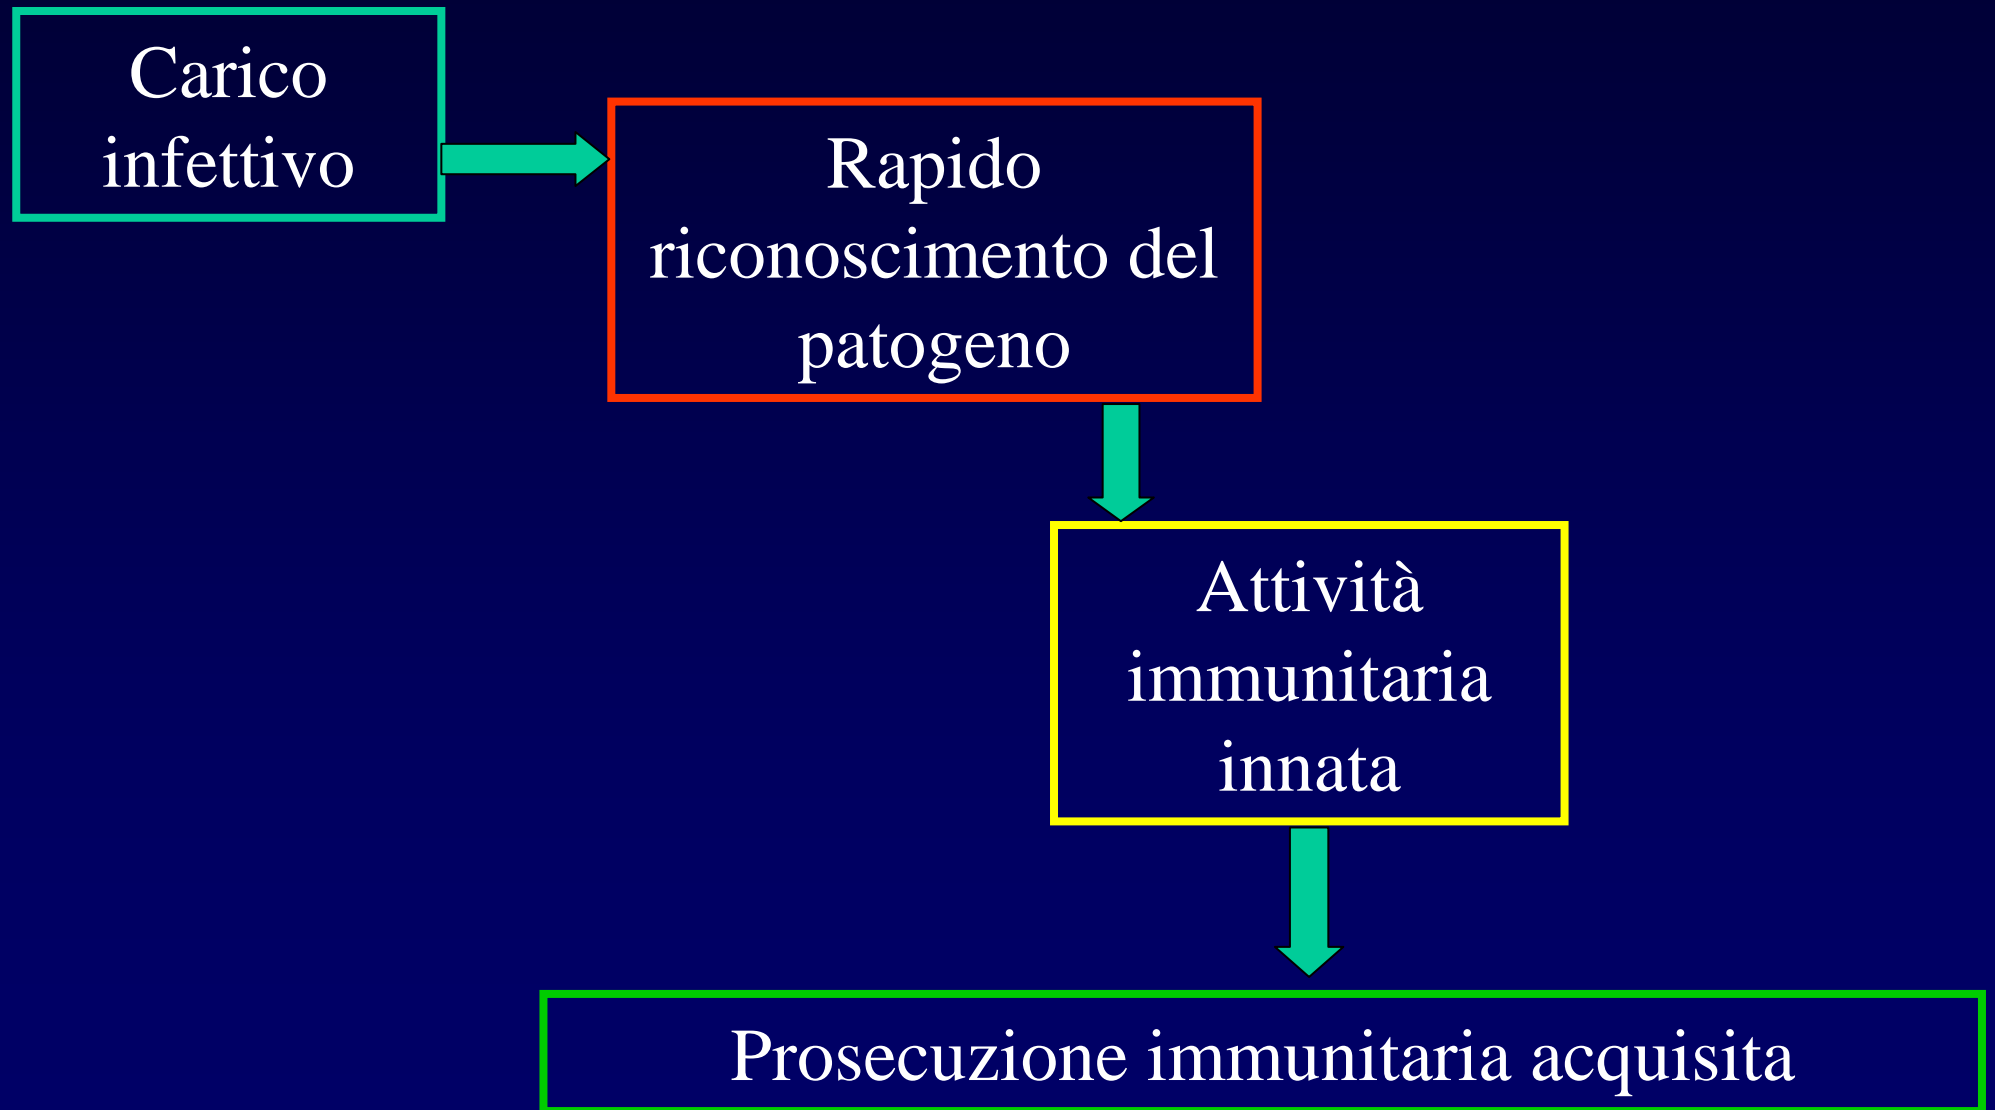 Carico
infettivo
Rapido
riconoscimento del
patogeno
Attività
immunitaria
innata
Prosecuzione immunitaria acquisita